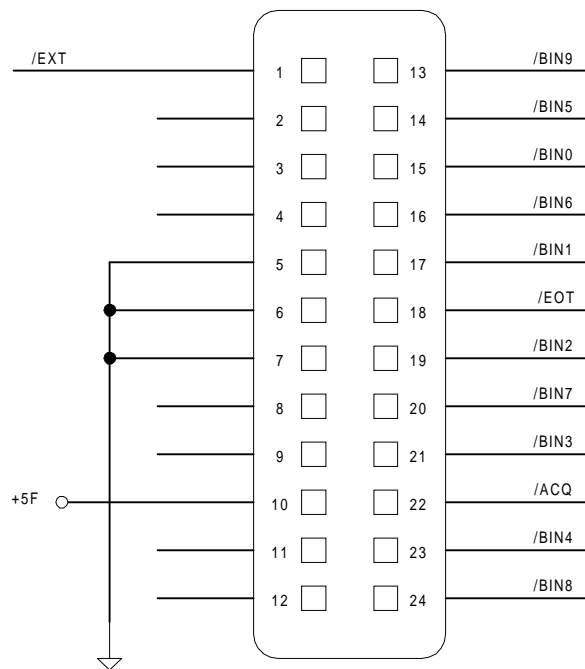 /EXT 1 13 /BIN9
2 14 /BIN5
3 15 /BIN0
4 16 /BIN6
5 17 /BIN1
6 18 /EOT
7 19 /BIN2
8 20 /BIN7
9 21 /BIN3
+5F 10 22 /ACQ
11 23 /BIN4
12 24 /BIN8